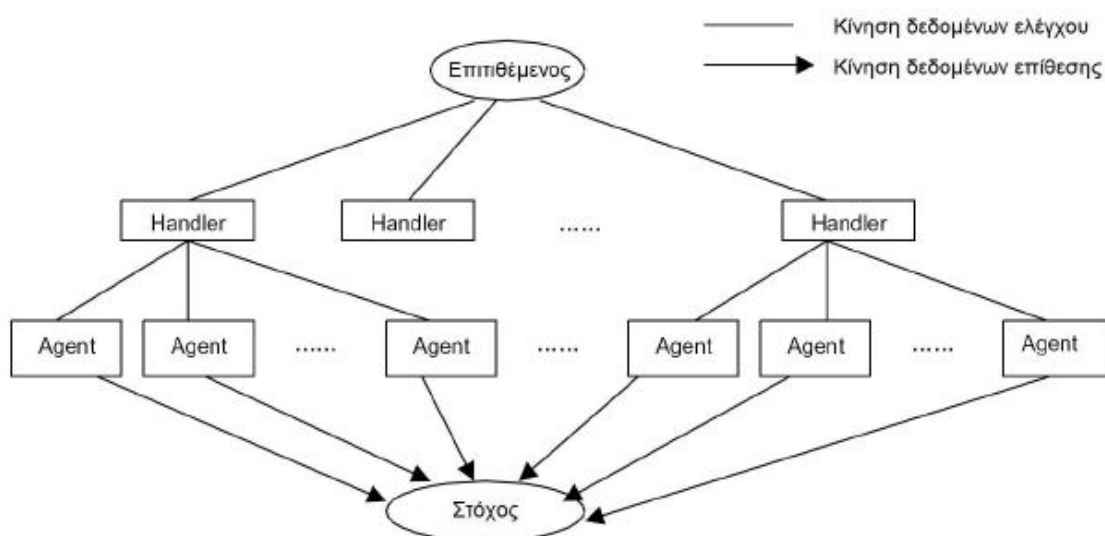 Κίνηση δεδομένων ελέγχου
Επιτιθέμενος
Κίνηση δεδομένων επίθεσης
Handler Handler ...... Handler
Agent Agent ...... Agent ...... Agent Agent ...... Agent
Στόχος